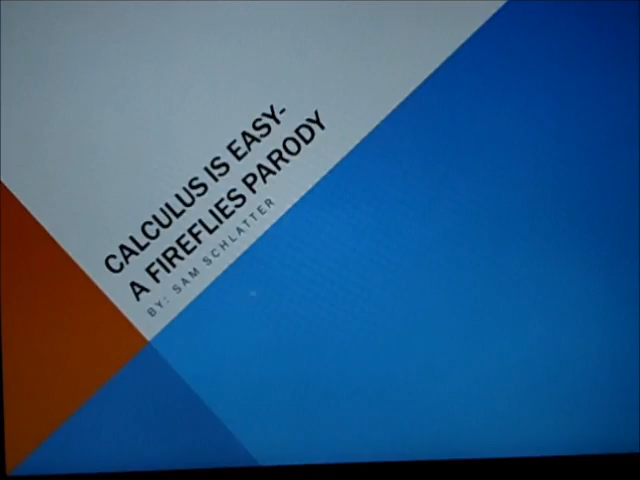 CALCULUS IS EASY-
A FIREFLIES PARODY
BY: SAM SCHLATTER